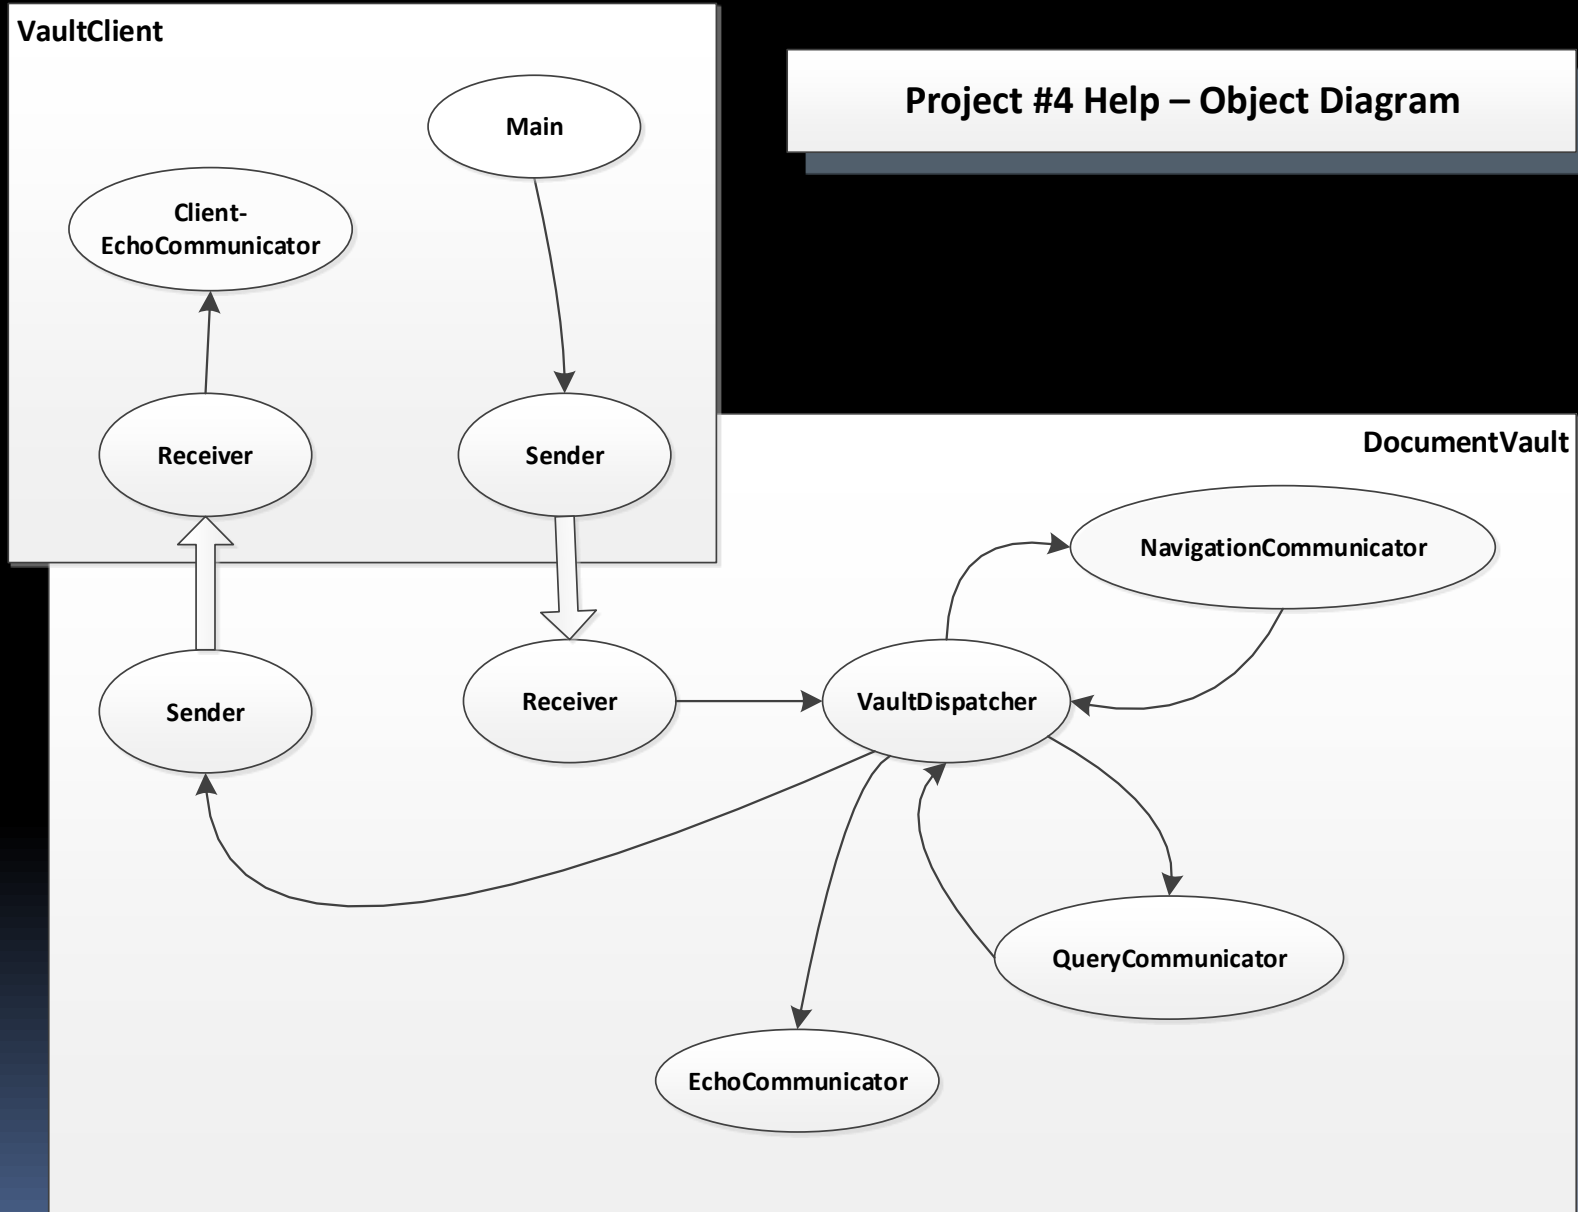 VaultClient
Project #4 Help – Object Diagram
Main
Client-
EchoCommunicator
Receiver
Sender
DocumentVault
NavigationCommunicator
Sender
Receiver
VaultDispatcher
QueryCommunicator
EchoCommunicator